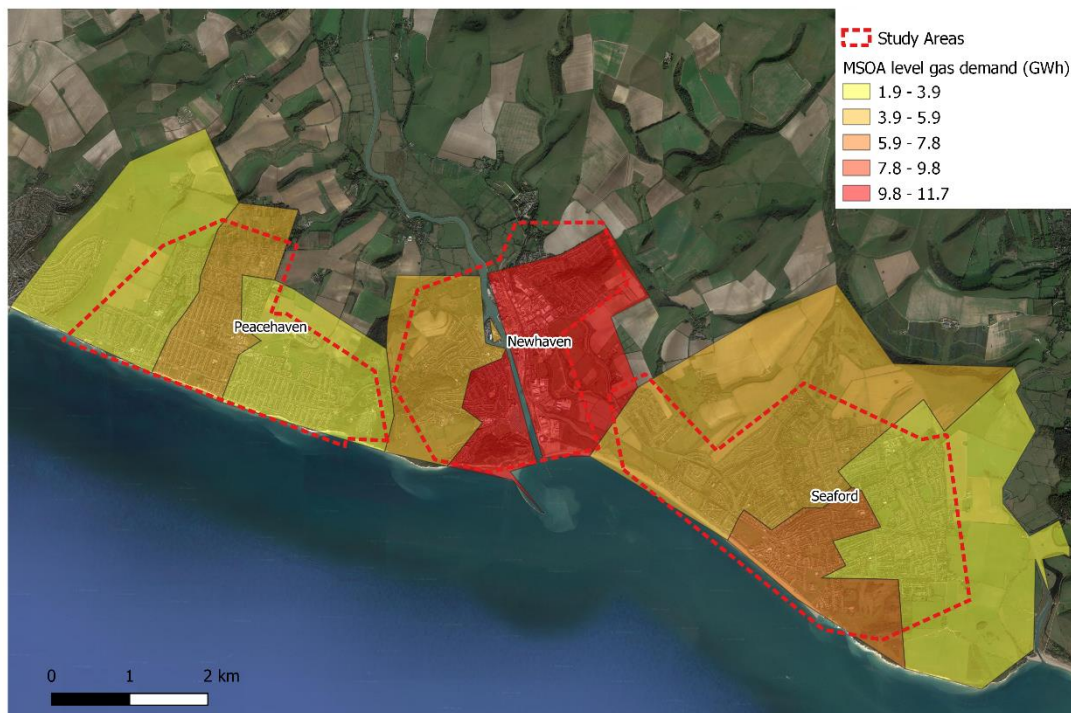 Study Areas
MSOA level gas demand (GWh)
1.9 - 3.9
3.9 - 5.9
5.9 - 7.8
7.8 - 9.8
9.8 - 11.7
Peacehaven
Newhaven
Seaford
0 1 2 km